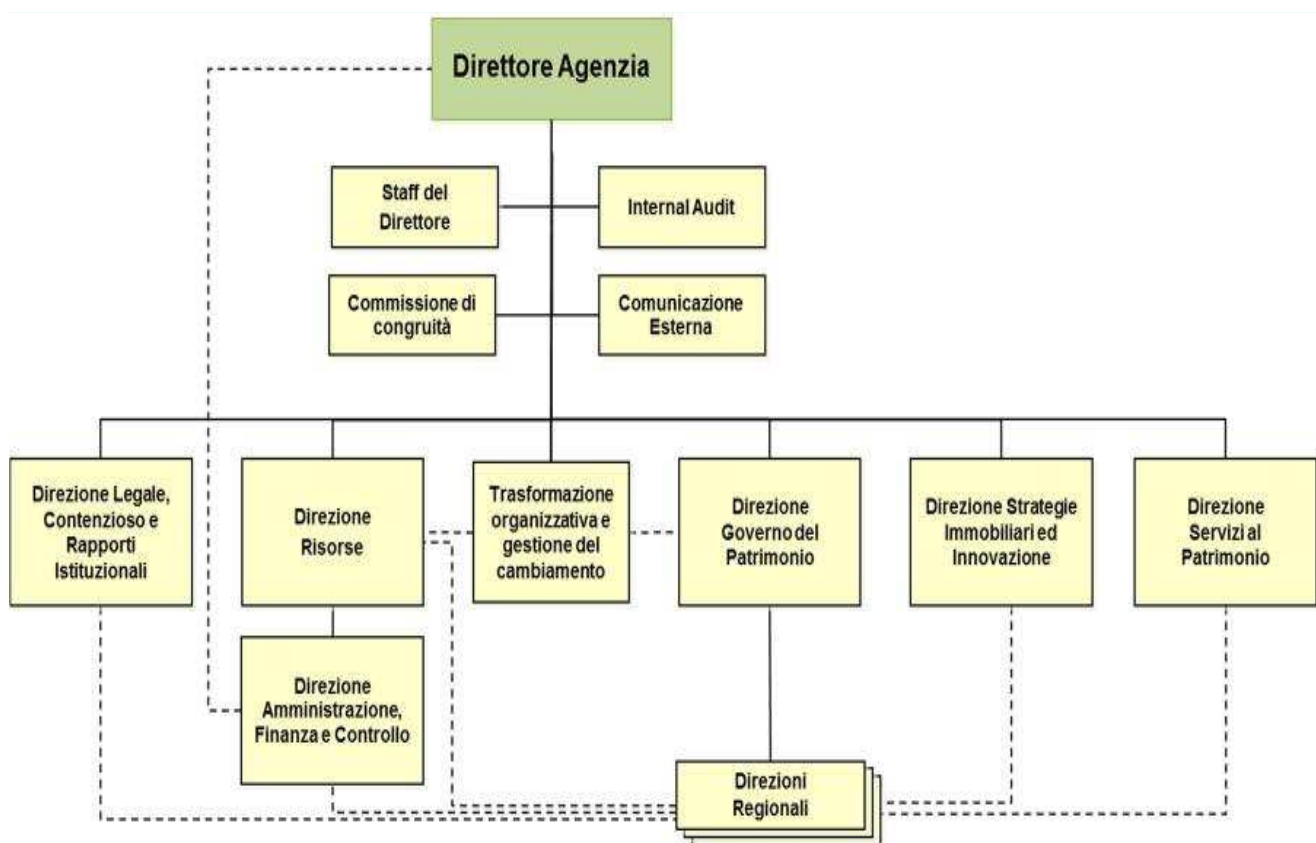 Direttore Agenzia
Staff del
Direttore
Internal Audit
Commissione di
congruità
Comunicazione
Esterna
Direzione Legale,
Contenzioso e
Rapporti
Istituzionali
Direzione
Risorse
Trasformazione
organizzativa e
gestione del
cambiamento
Direzione
Governo del
Patrimonio
Direzione Strategie
Immobiliari ed
Innovazione
Direzione
Servizi al
Patrimonio
Direzione
Amministrazione,
Finanza e Controllo
Direzioni
Regionali